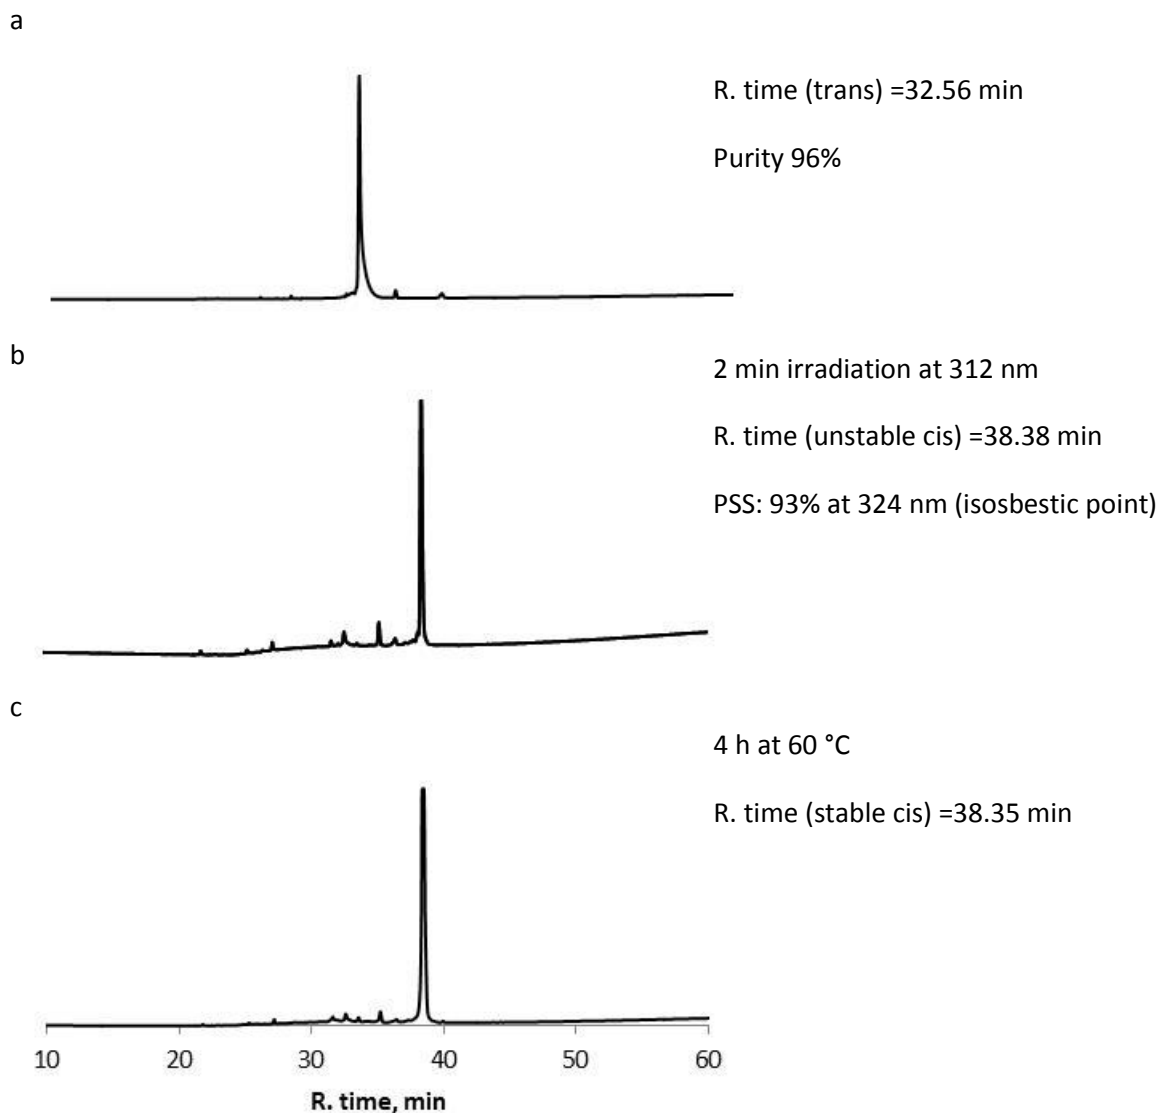 a
R. time (trans) =32.56 min
Purity 96%
b
2 min irradiation at 312 nm
R. time (unstable cis) =38.38 min
PSS: 93% at 324 nm (isosbestic point)
c
4 h at 60 °C
R. time (stable cis) =38.35 min
10 20 30 40 50 60
R. time, min